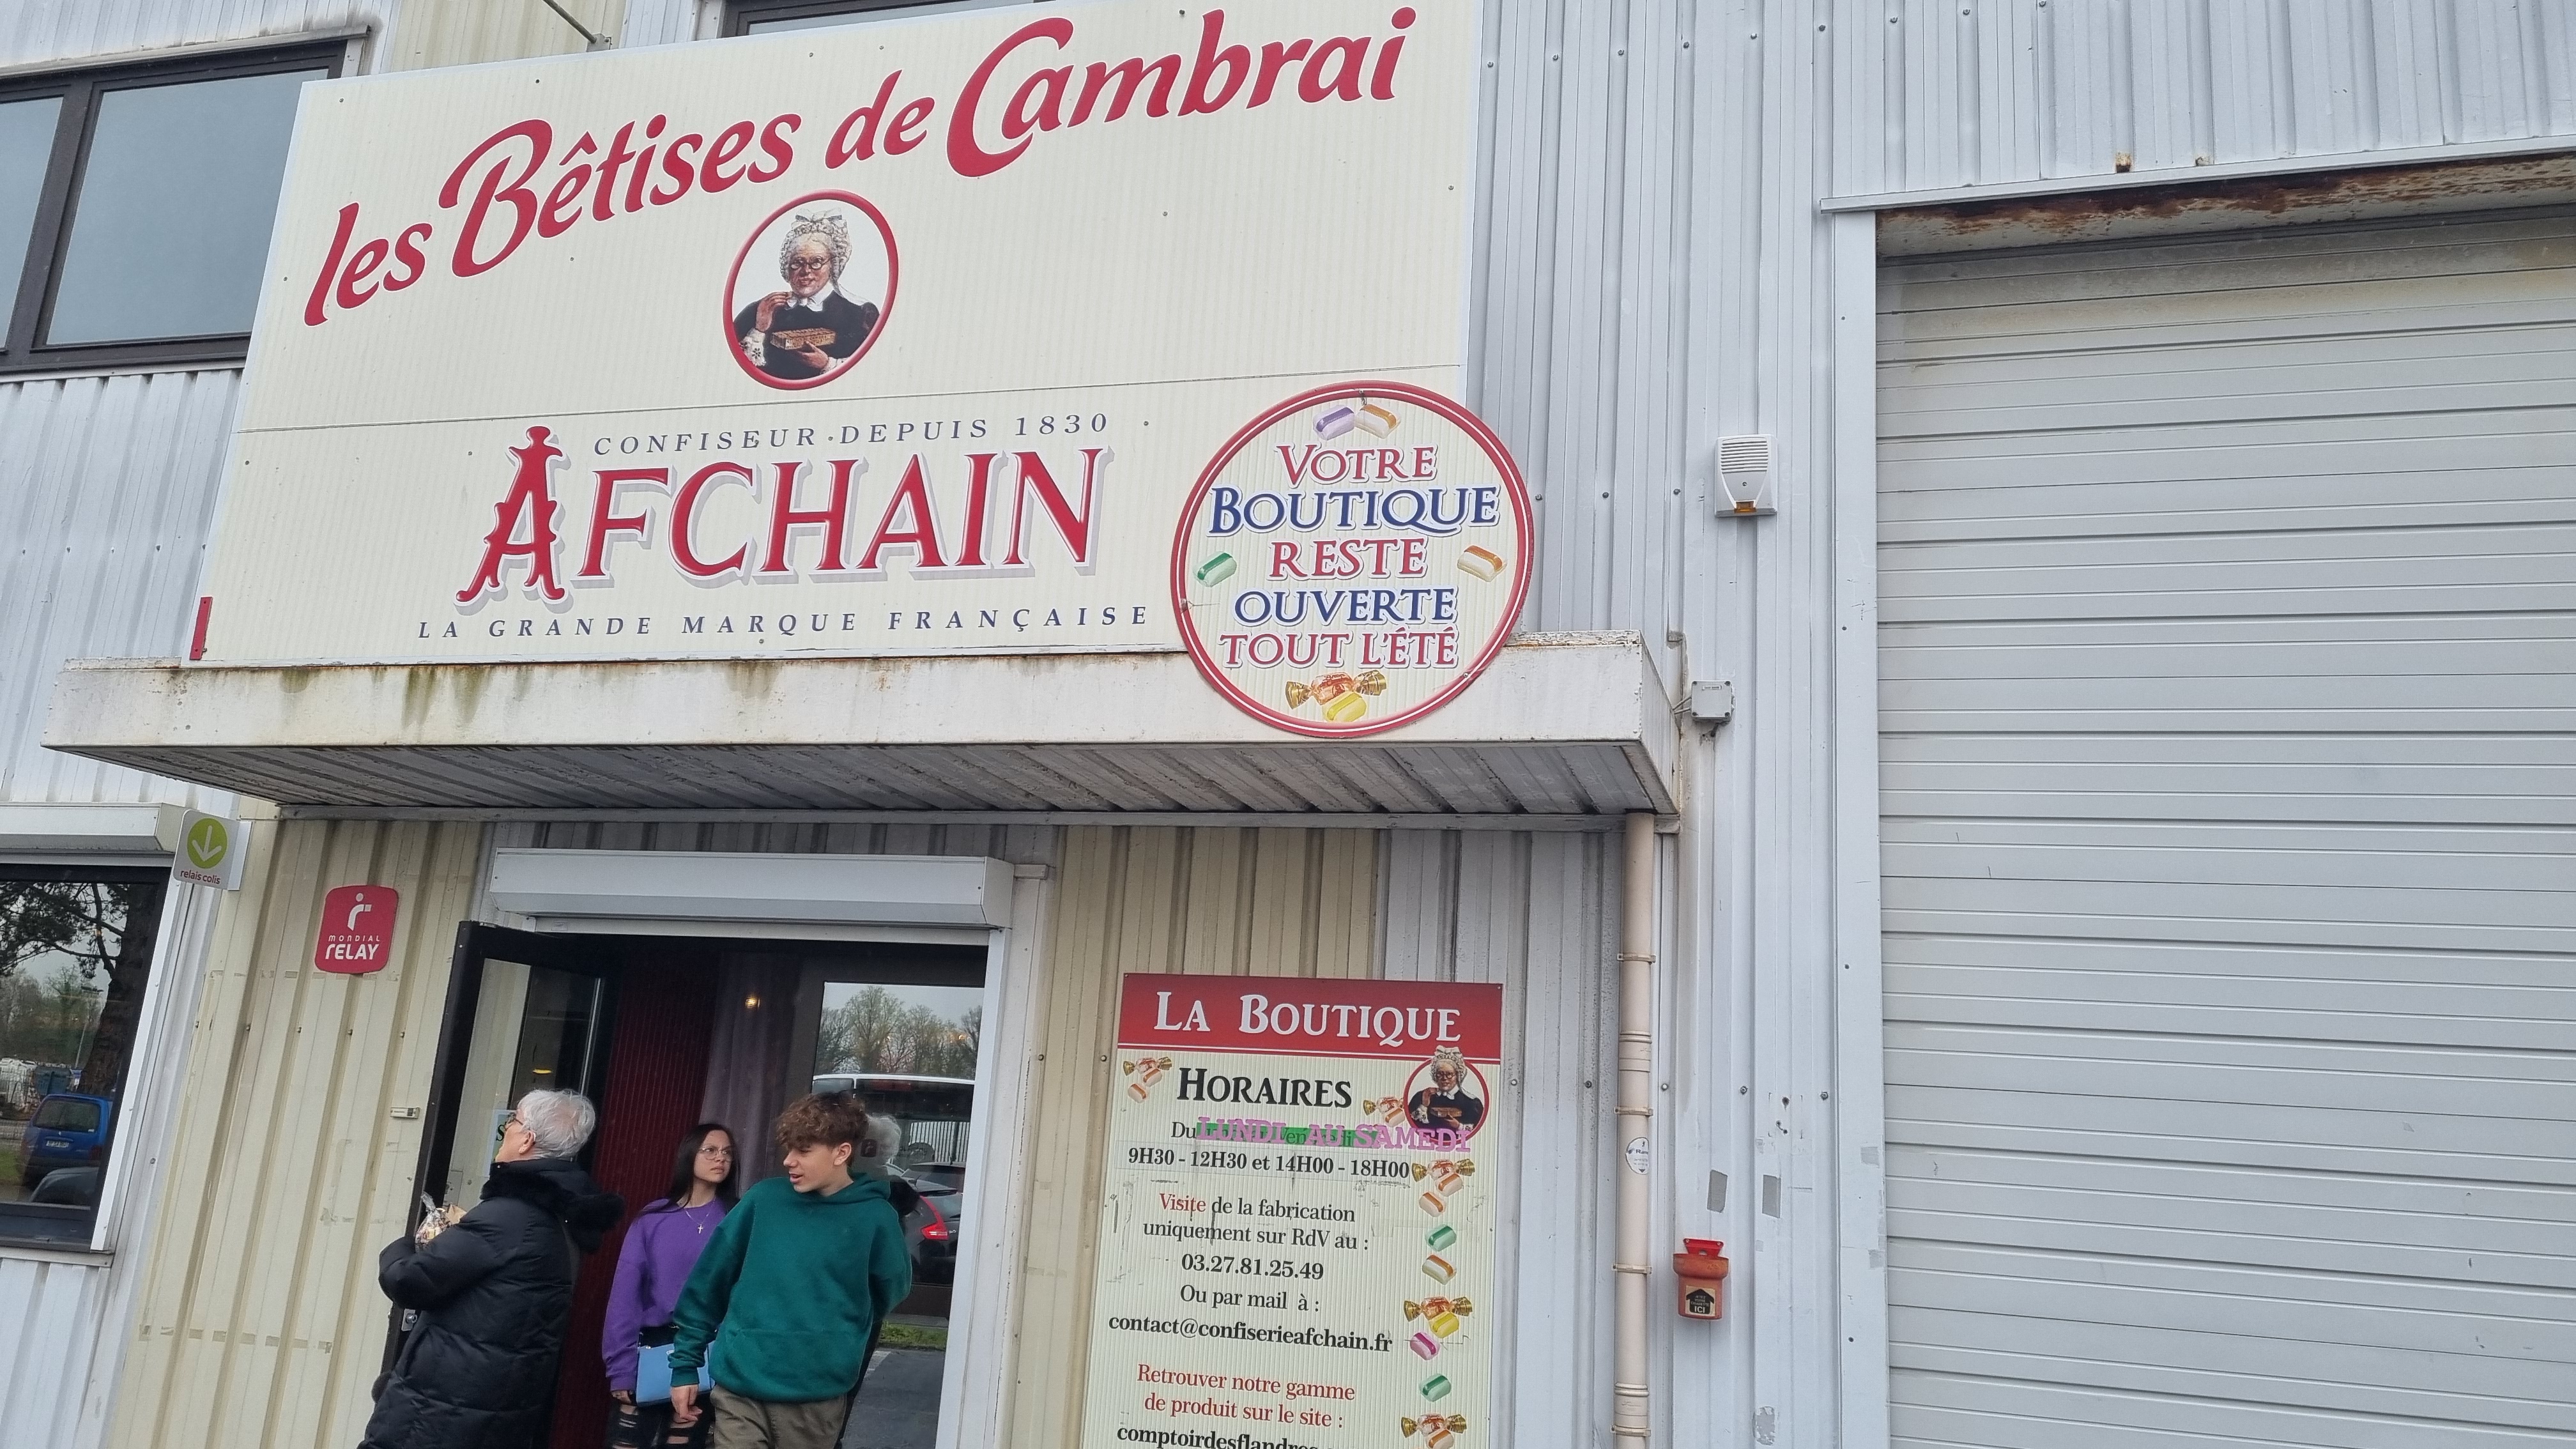 les Bêtises de Cambrai
CONFISEUR DEPUIS 1830
AFCHAIN
LA GRANDE MARQUE FRANÇAISE
VOTRE
BOUTIQUE
RESTE
OUVERTE
TOUT L'ÉTÉ
relais colis
MONDIAL
RELAY
LA BOUTIQUE
HORAIRES
Du LUNDI AU SAMEDI
9H30 - 12H30 et 14H00 - 18H00
Visite de la fabrication
uniquement sur RdV au :
03.27.81.25.49
Ou par mail à :
contact@confiserieafchain.fr
Retrouver notre gamme
de produit sur le site :
ICI